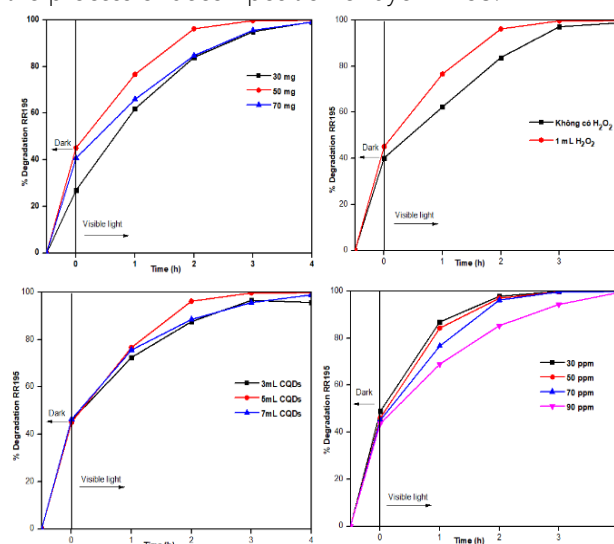 100
80
60
40
20
0
% Degradation RR195
30 mg
50 mg
70 mg
Dark
Visible light
0
1
2
3
4
Time (h)
100
80
60
40
20
0
% Degradation RR195
Không có H₂O₂
1 mL H₂O₂
Dark
Visible light
0
1
2
3
Time (h)
100
80
60
40
20
0
% Degradation RR195
3mL CQDs
5mL CQDs
7mL CQDs
Dark
Visible light
0
1
2
3
4
Time (h)
100
80
60
40
20
0
% Degradation RR195
30 ppm
50 ppm
70 ppm
90 ppm
Dark
Visible light
0
1
2
3
Time (h)